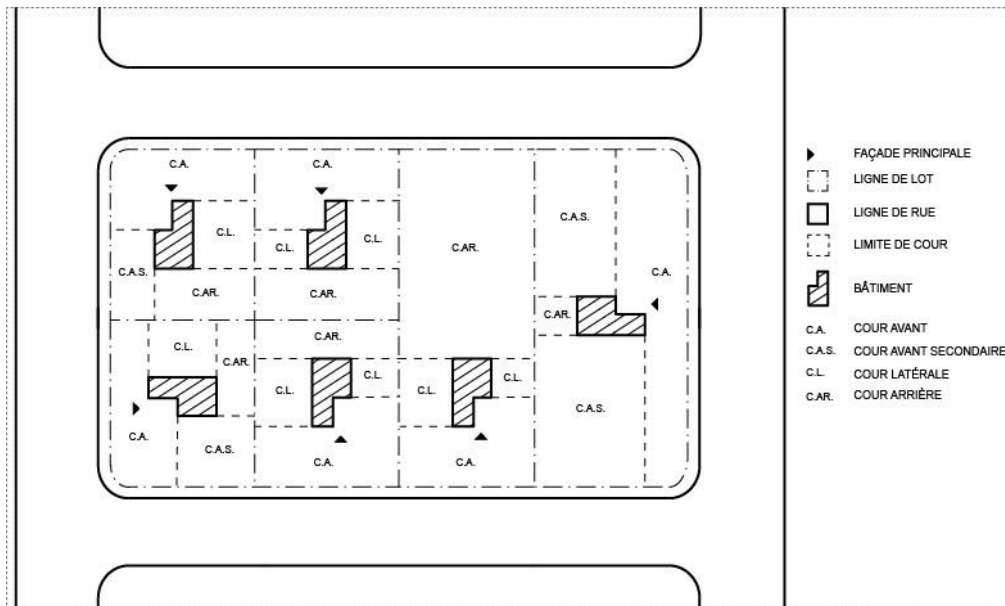 C.A.
C.A.
C.L.
C.L.
C.L.
C.A.S.
C.A.S.
C.AR.
C.AR.
C.AR.
C.A.
C.AR.
C.AR.
C.L.
C.AR.
C.L.
C.L.
C.L.
C.L.
C.A.
C.A.S.
C.A.
C.A.
C.A.S.
FAÇADE PRINCIPALE
LIGNE DE LOT
LIGNE DE RUE
LIMITE DE COUR
BÂTIMENT
C.A. COUR AVANT
C.A.S. COUR AVANT SECONDAIRE
C.L. COUR LATÉRALE
C.AR. COUR ARRIÈRE